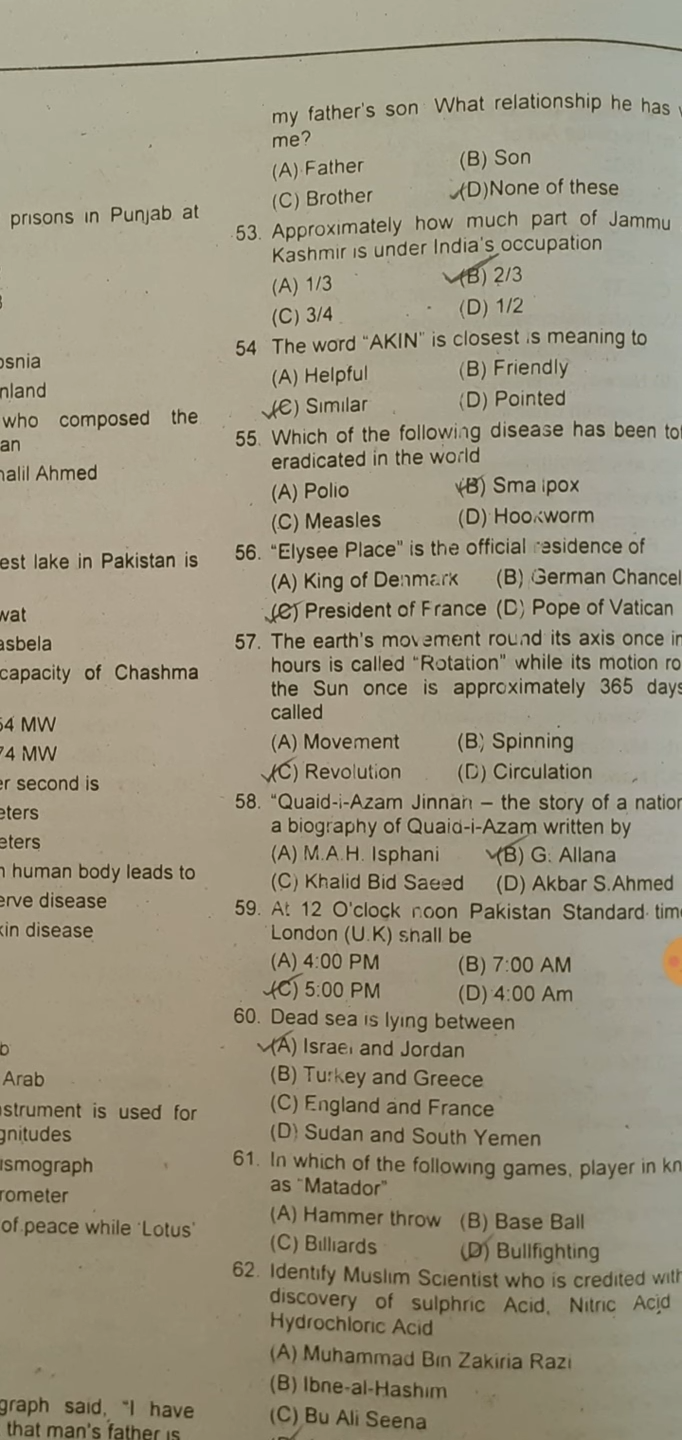 prisons in Punjab at
osnia
nland
who composed the
an
halil Ahmed
est lake in Pakistan is
wat
asbela
capacity of Chashma
54 MW
74 MW
er second is
eters
eters
n human body leads to
erve disease
kin disease
b
Arab
strument is used for
gnitudes
ismograph
rometer
of peace while 'Lotus'
graph said, "I have
that man's father is
my father's son What relationship he has
me?
(A) Father (B) Son
(C) Brother (D)None of these
53. Approximately how much part of Jammu
Kashmir is under India's occupation
(A) 1/3 (B) 2/3
(C) 3/4 (D) 1/2
54 The word "AKIN" is closest is meaning to
(A) Helpful (B) Friendly
(C) Similar (D) Pointed
55. Which of the following disease has been tot
eradicated in the world
(A) Polio (B) Smallpox
(C) Measles (D) Hookworm
56. "Elysee Place" is the official residence of
(A) King of Denmark (B) German Chancel
(C) President of France (D) Pope of Vatican
57. The earth's movement round its axis once in
hours is called "Rotation" while its motion ro
the Sun once is approximately 365 days
called
(A) Movement (B) Spinning
(C) Revolution (D) Circulation
58. "Quaid-i-Azam Jinnah – the story of a nation
a biography of Quaid-i-Azam written by
(A) M.A.H. Isphani (B) G. Allana
(C) Khalid Bid Saeed (D) Akbar S.Ahmed
59. At 12 O'clock noon Pakistan Standard time
London (U.K) shall be
(A) 4:00 PM (B) 7:00 AM
(C) 5:00 PM (D) 4:00 Am
60. Dead sea is lying between
(A) Israel and Jordan
(B) Turkey and Greece
(C) England and France
(D) Sudan and South Yemen
61. In which of the following games, player in kn
as "Matador"
(A) Hammer throw (B) Base Ball
(C) Billiards (D) Bullfighting
62. Identify Muslim Scientist who is credited with
discovery of sulphric Acid, Nitric Acid
Hydrochloric Acid
(A) Muhammad Bin Zakiria Razi
(B) Ibne-al-Hashim
(C) Bu Ali Seena